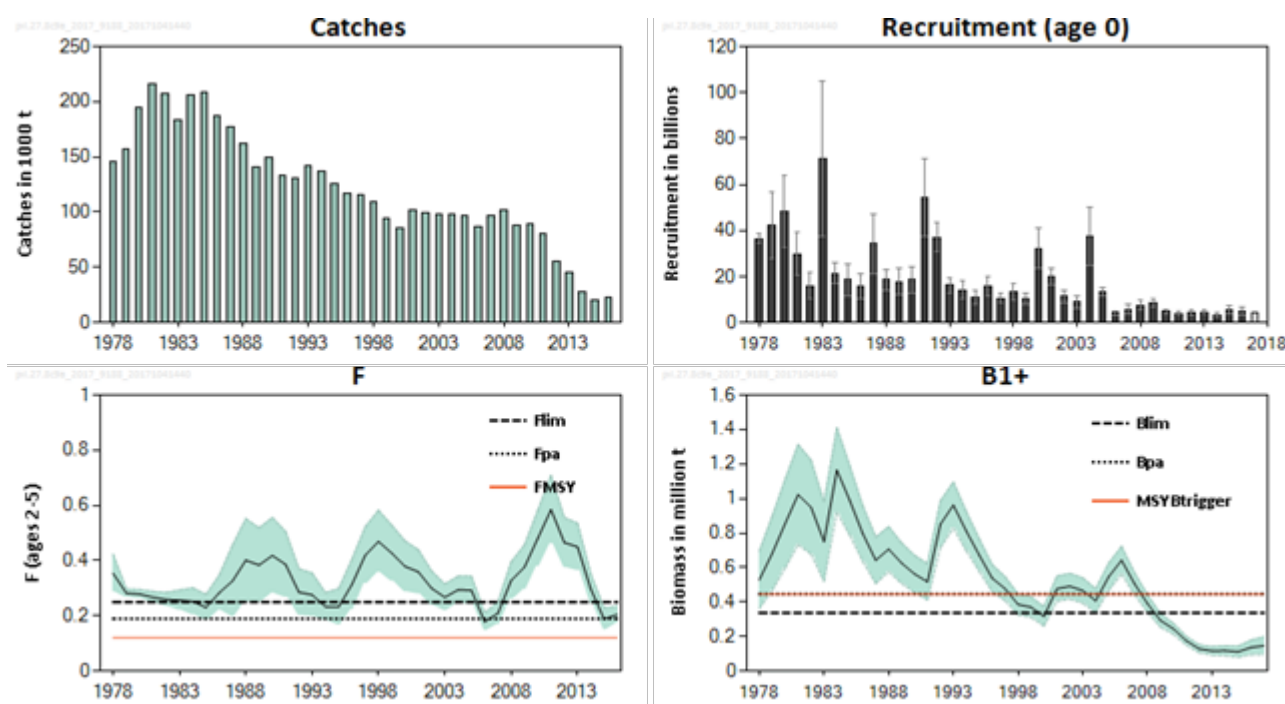 Catches
250
200
150
100
50
0
Catches in 1000 t
1978 1983 1988 1993 1998 2003 2008 2013
Recruitment (age 0)
120
100
80
60
40
20
0
Recruitment in billions
1978 1983 1988 1993 1998 2003 2008 2013 2018
F
1
0.8
0.6
0.4
0.2
0
F (ages 2-5)
Flim
Fpa
FMSY
1978 1983 1988 1993 1998 2003 2008 2013
B1+
1.6
1.4
1.2
1
0.8
0.6
0.4
0.2
0
Biomass in million t
Blim
Bpa
MSYBtrigger
1978 1983 1988 1993 1998 2003 2008 2013